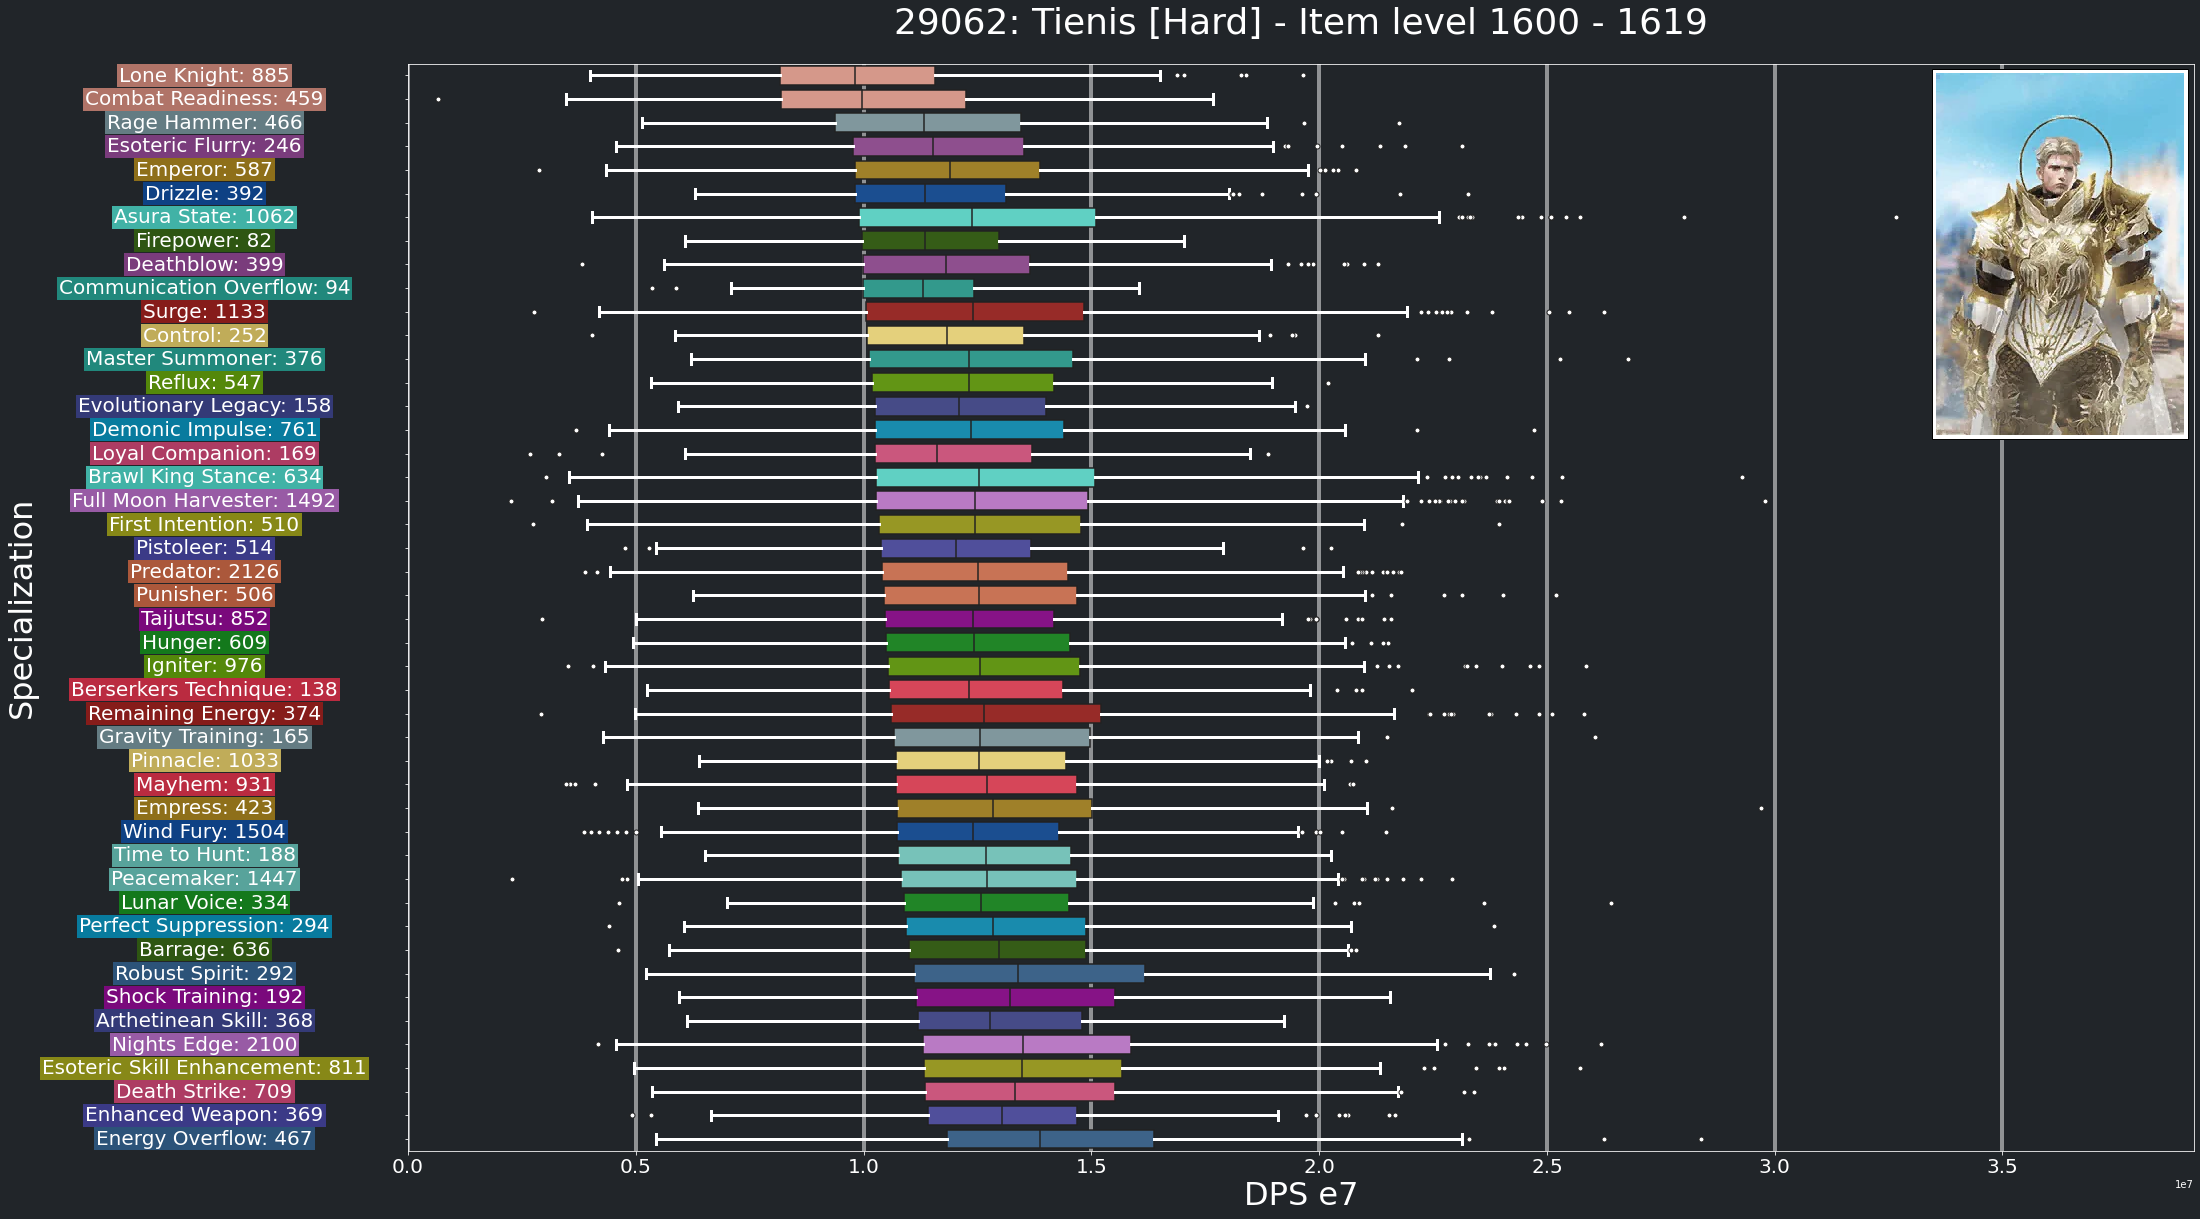 29062: Tienis [Hard] - Item level 1600 - 1619
Specialization
Lone Knight: 885
Combat Readiness: 459
Rage Hammer: 466
Esoteric Flurry: 246
Emperor: 587
Drizzle: 392
Asura State: 1062
Firepower: 82
Deathblow: 399
Communication Overflow: 94
Surge: 1133
Control: 252
Master Summoner: 376
Reflux: 547
Evolutionary Legacy: 158
Demonic Impulse: 761
Loyal Companion: 169
Brawl King Stance: 634
Full Moon Harvester: 1492
First Intention: 510
Pistoleer: 514
Predator: 2126
Punisher: 506
Taijutsu: 852
Hunger: 609
Igniter: 976
Berserkers Technique: 138
Remaining Energy: 374
Gravity Training: 165
Pinnacle: 1033
Mayhem: 931
Empress: 423
Wind Fury: 1504
Time to Hunt: 188
Peacemaker: 1447
Lunar Voice: 334
Perfect Suppression: 294
Barrage: 636
Robust Spirit: 292
Shock Training: 192
Arthetinean Skill: 368
Nights Edge: 2100
Esoteric Skill Enhancement: 811
Death Strike: 709
Enhanced Weapon: 369
Energy Overflow: 467
0.0 0.5 1.0 1.5 2.0 2.5 3.0 3.5
1e7
DPS e7